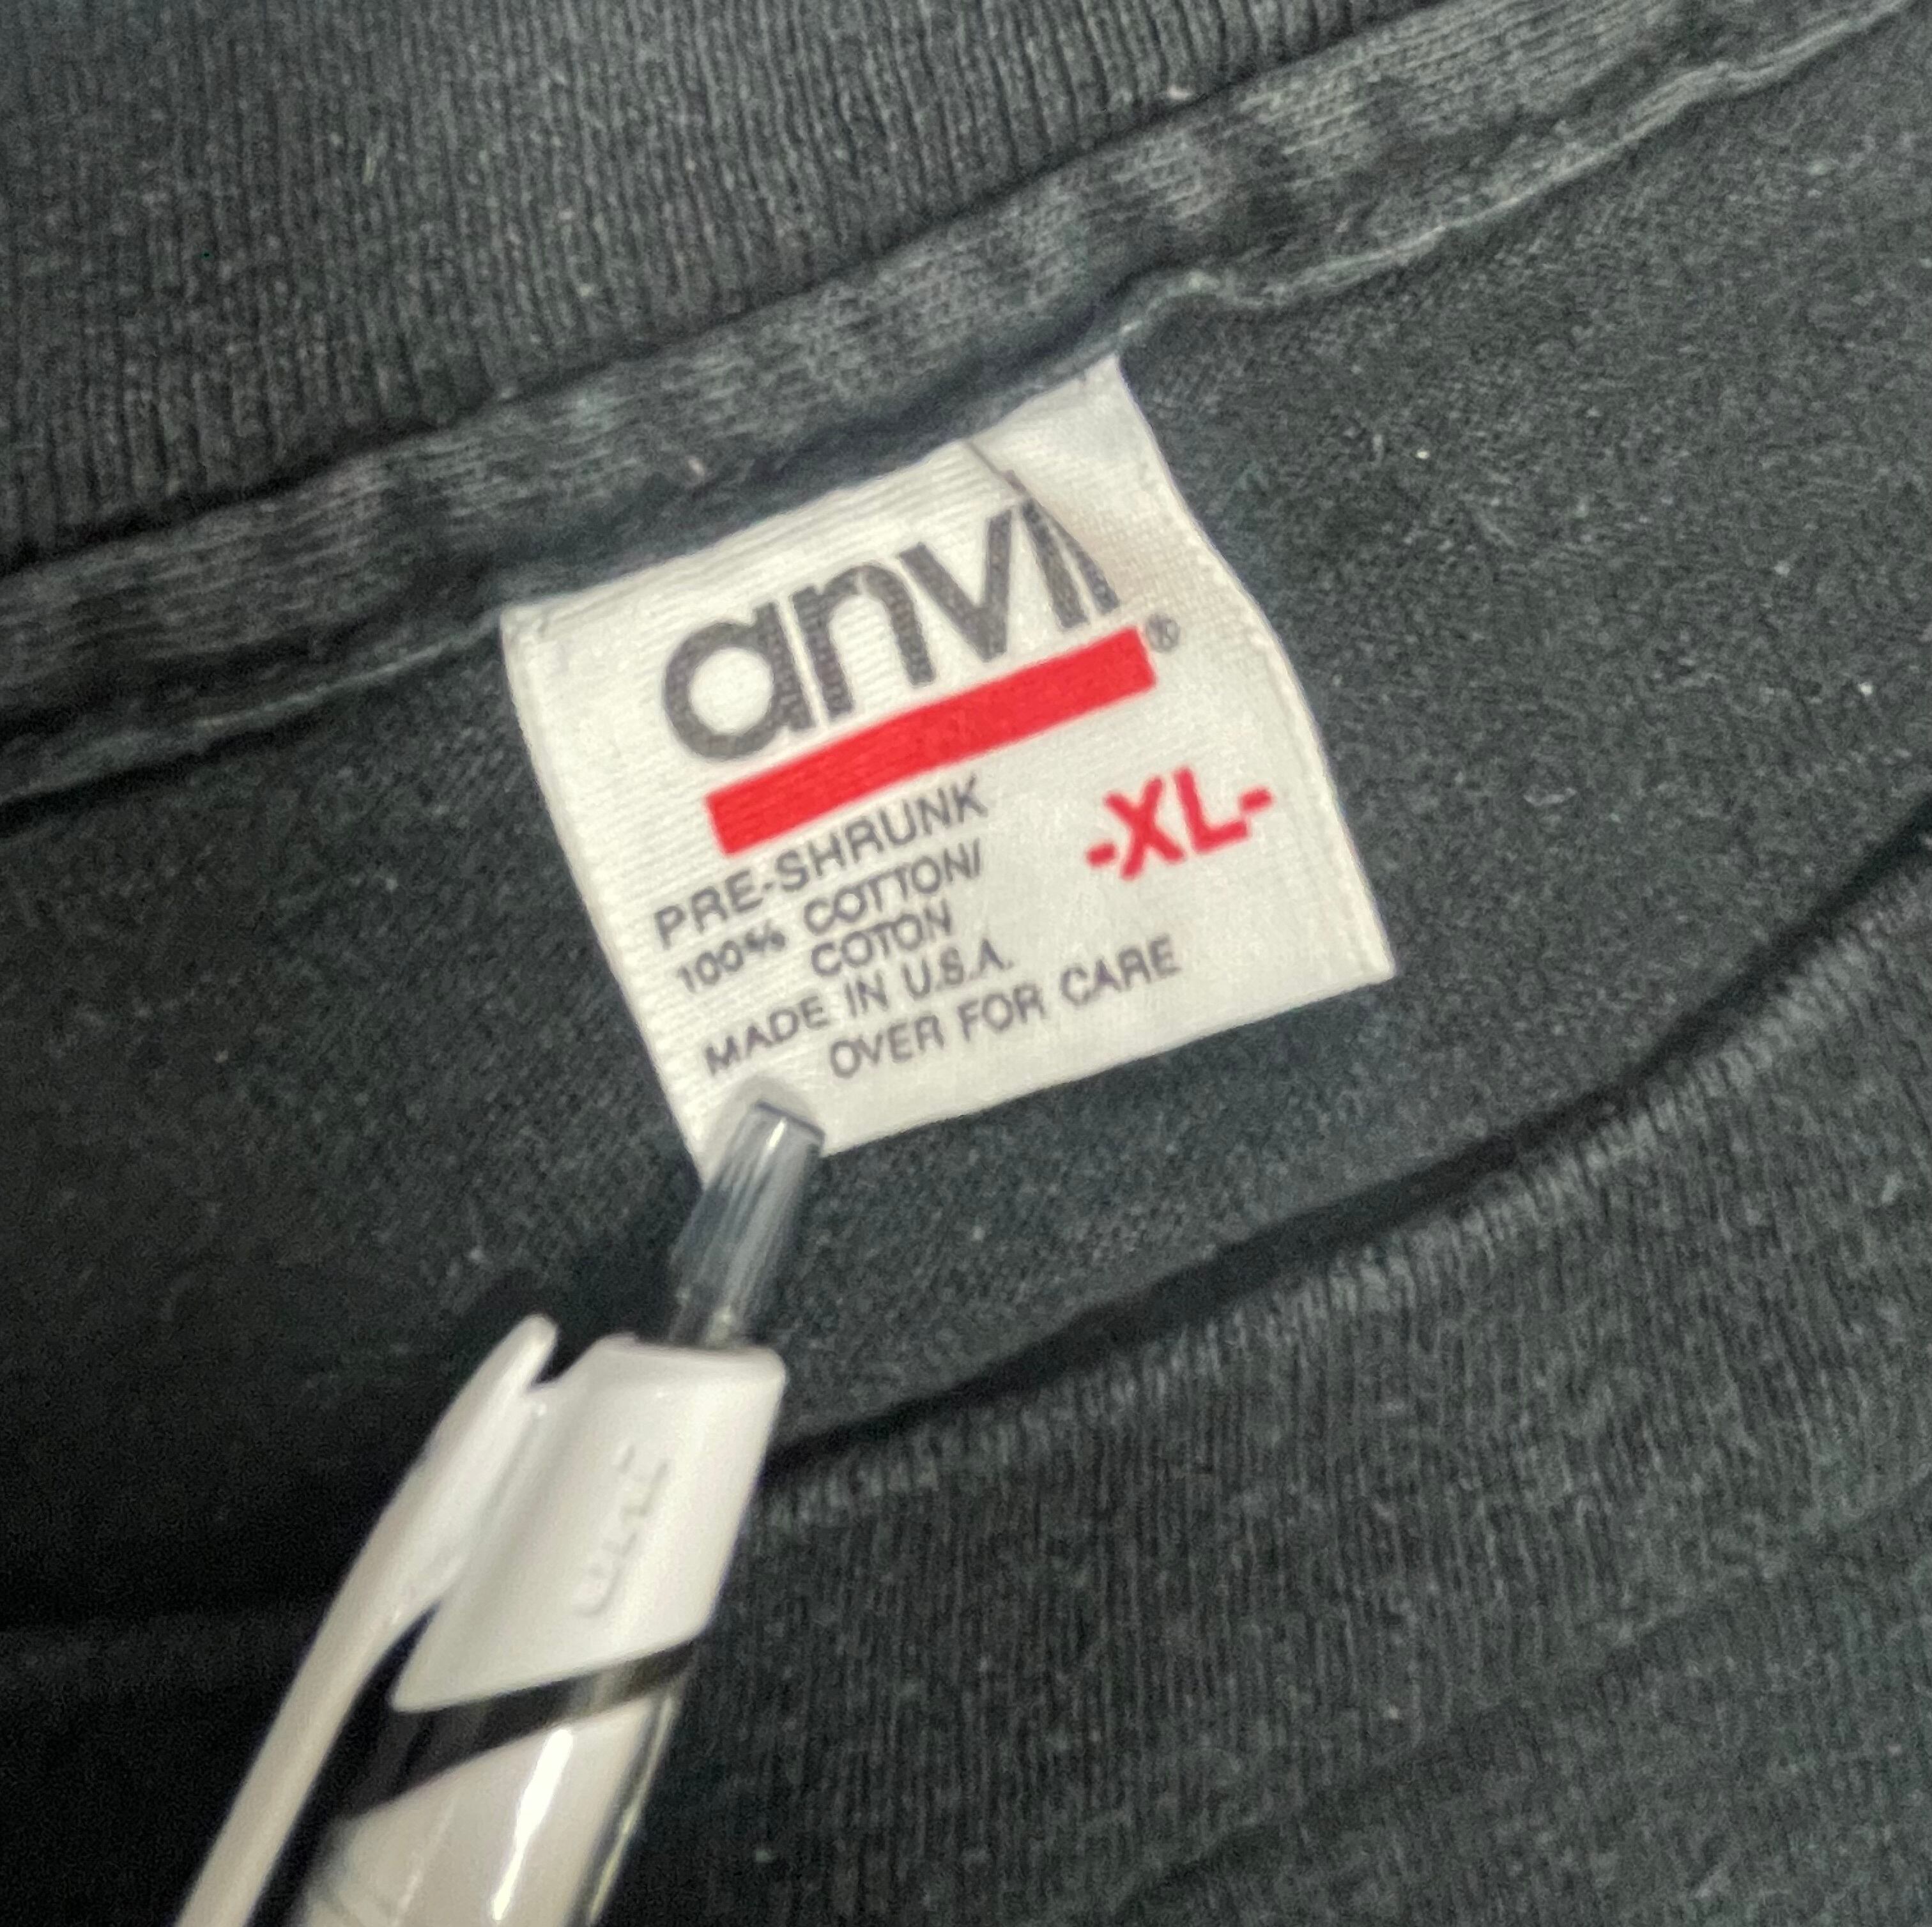 anvil®
PRE-SHRUNK
100% COTTON/
COTON
-XL-
MADE IN U.S.A.
OVER FOR CARE